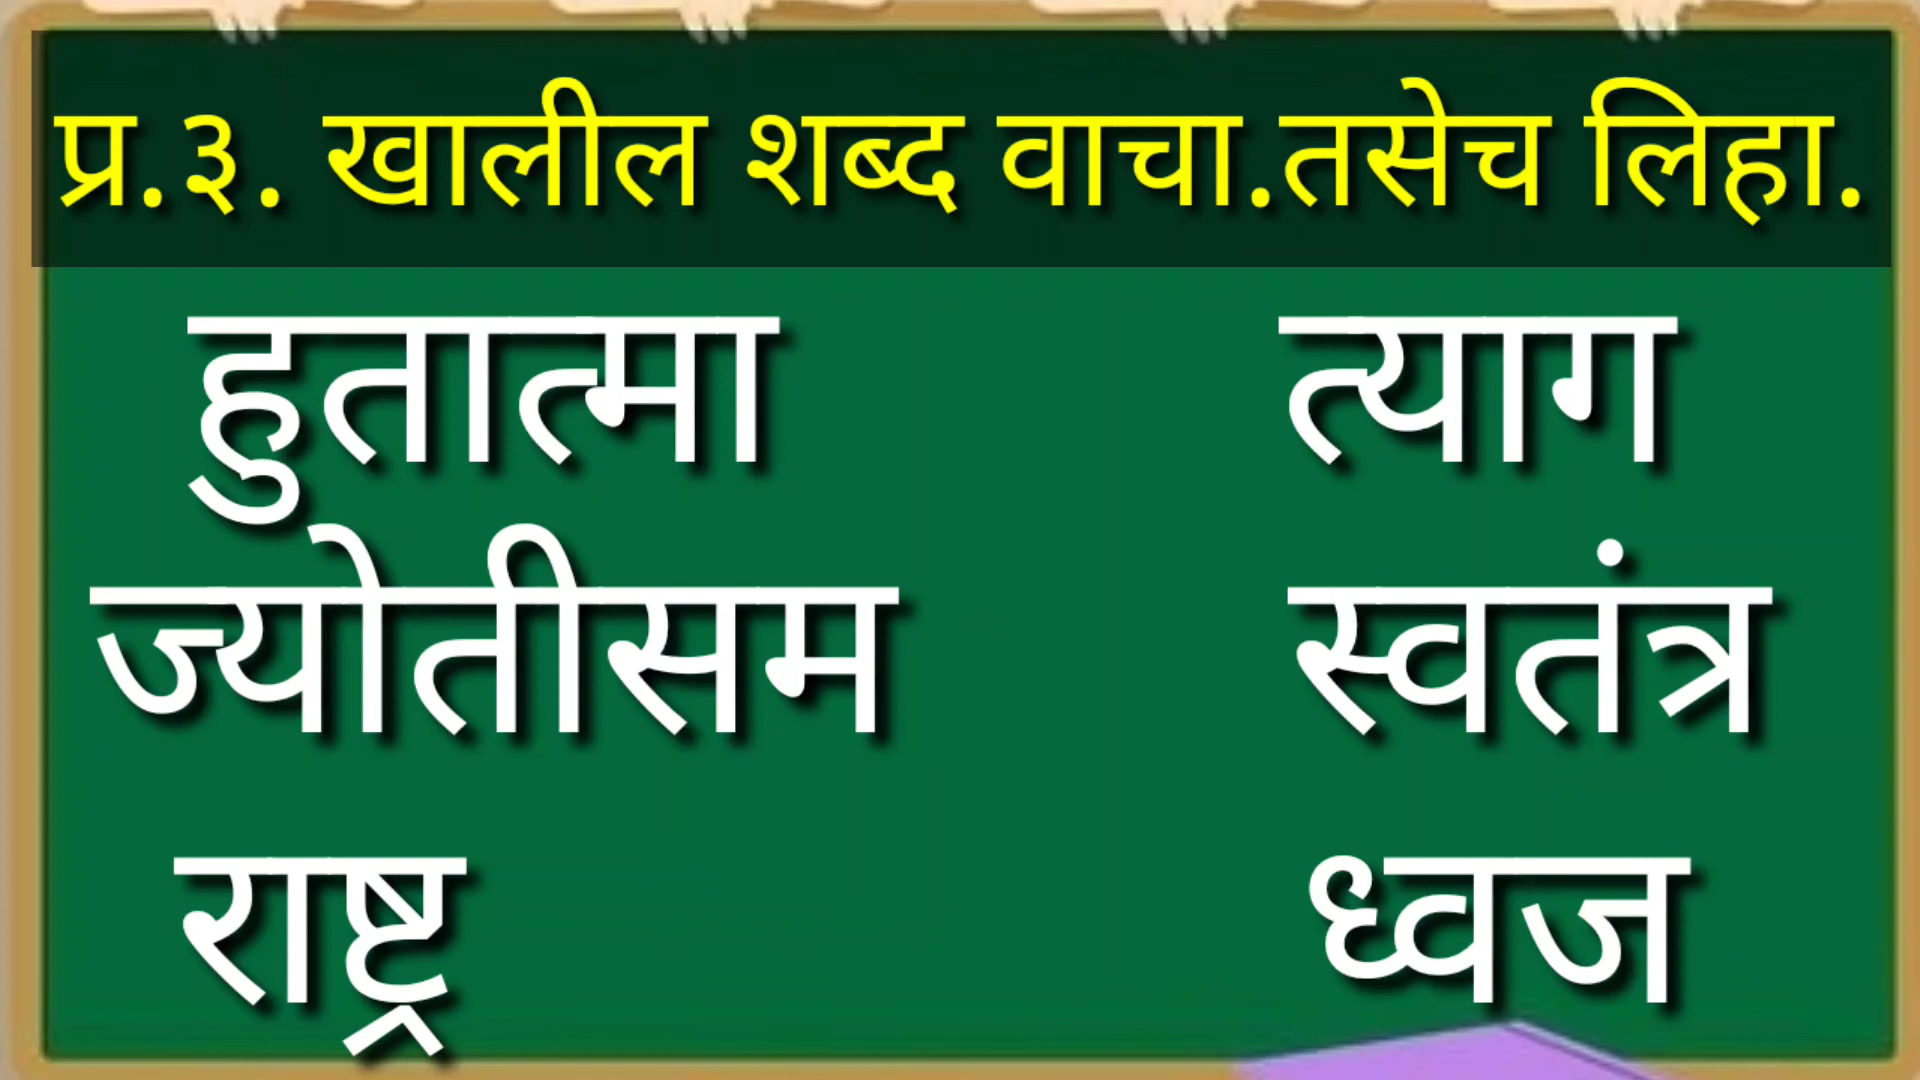 प्र.३. खालील शब्द वाचा.तसेच लिहा.
हुतात्मा त्याग
ज्योतीसम स्वतंत्र
राष्ट्र ध्वज